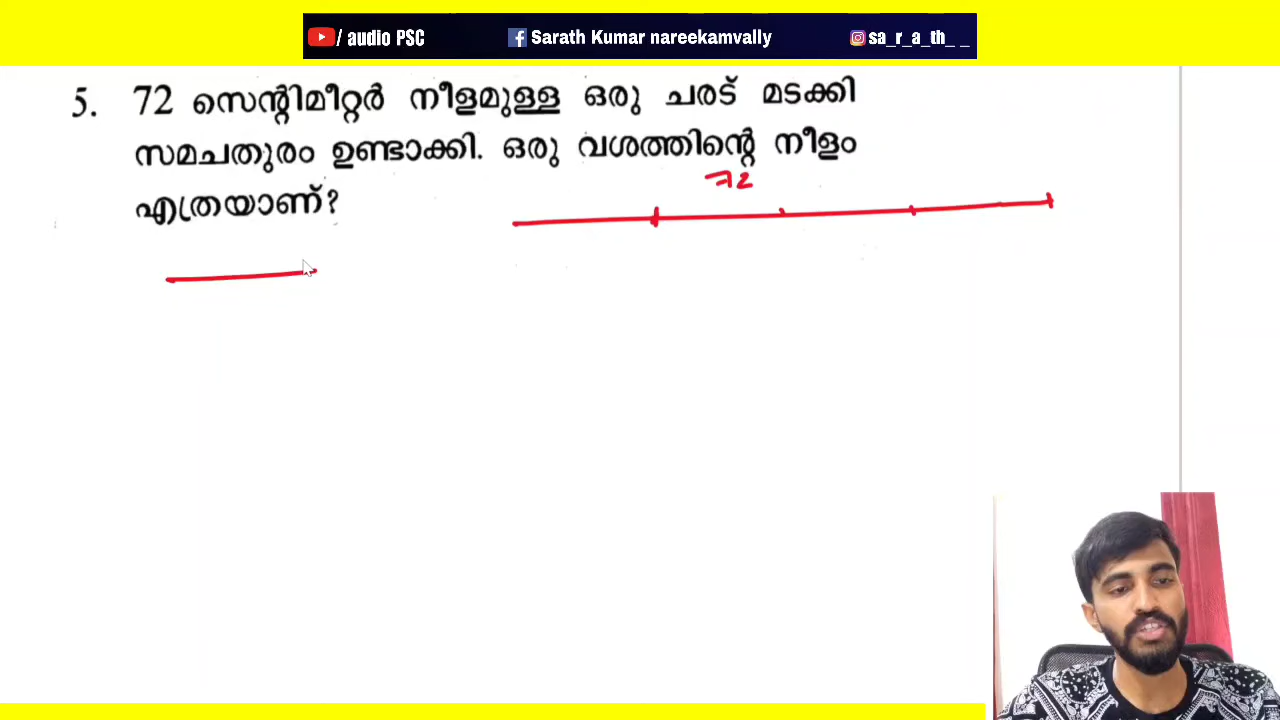 / audio PSC Sarath Kumar nareekamvally sa_r_a_th_ _
5. 72 സെന്റിമീറ്റർ നീളമുള്ള ഒരു ചരട് മടക്കി
സമചതുരം ഉണ്ടാക്കി. ഒരു വശത്തിന്റെ നീളം
72
എത്രയാണ്?